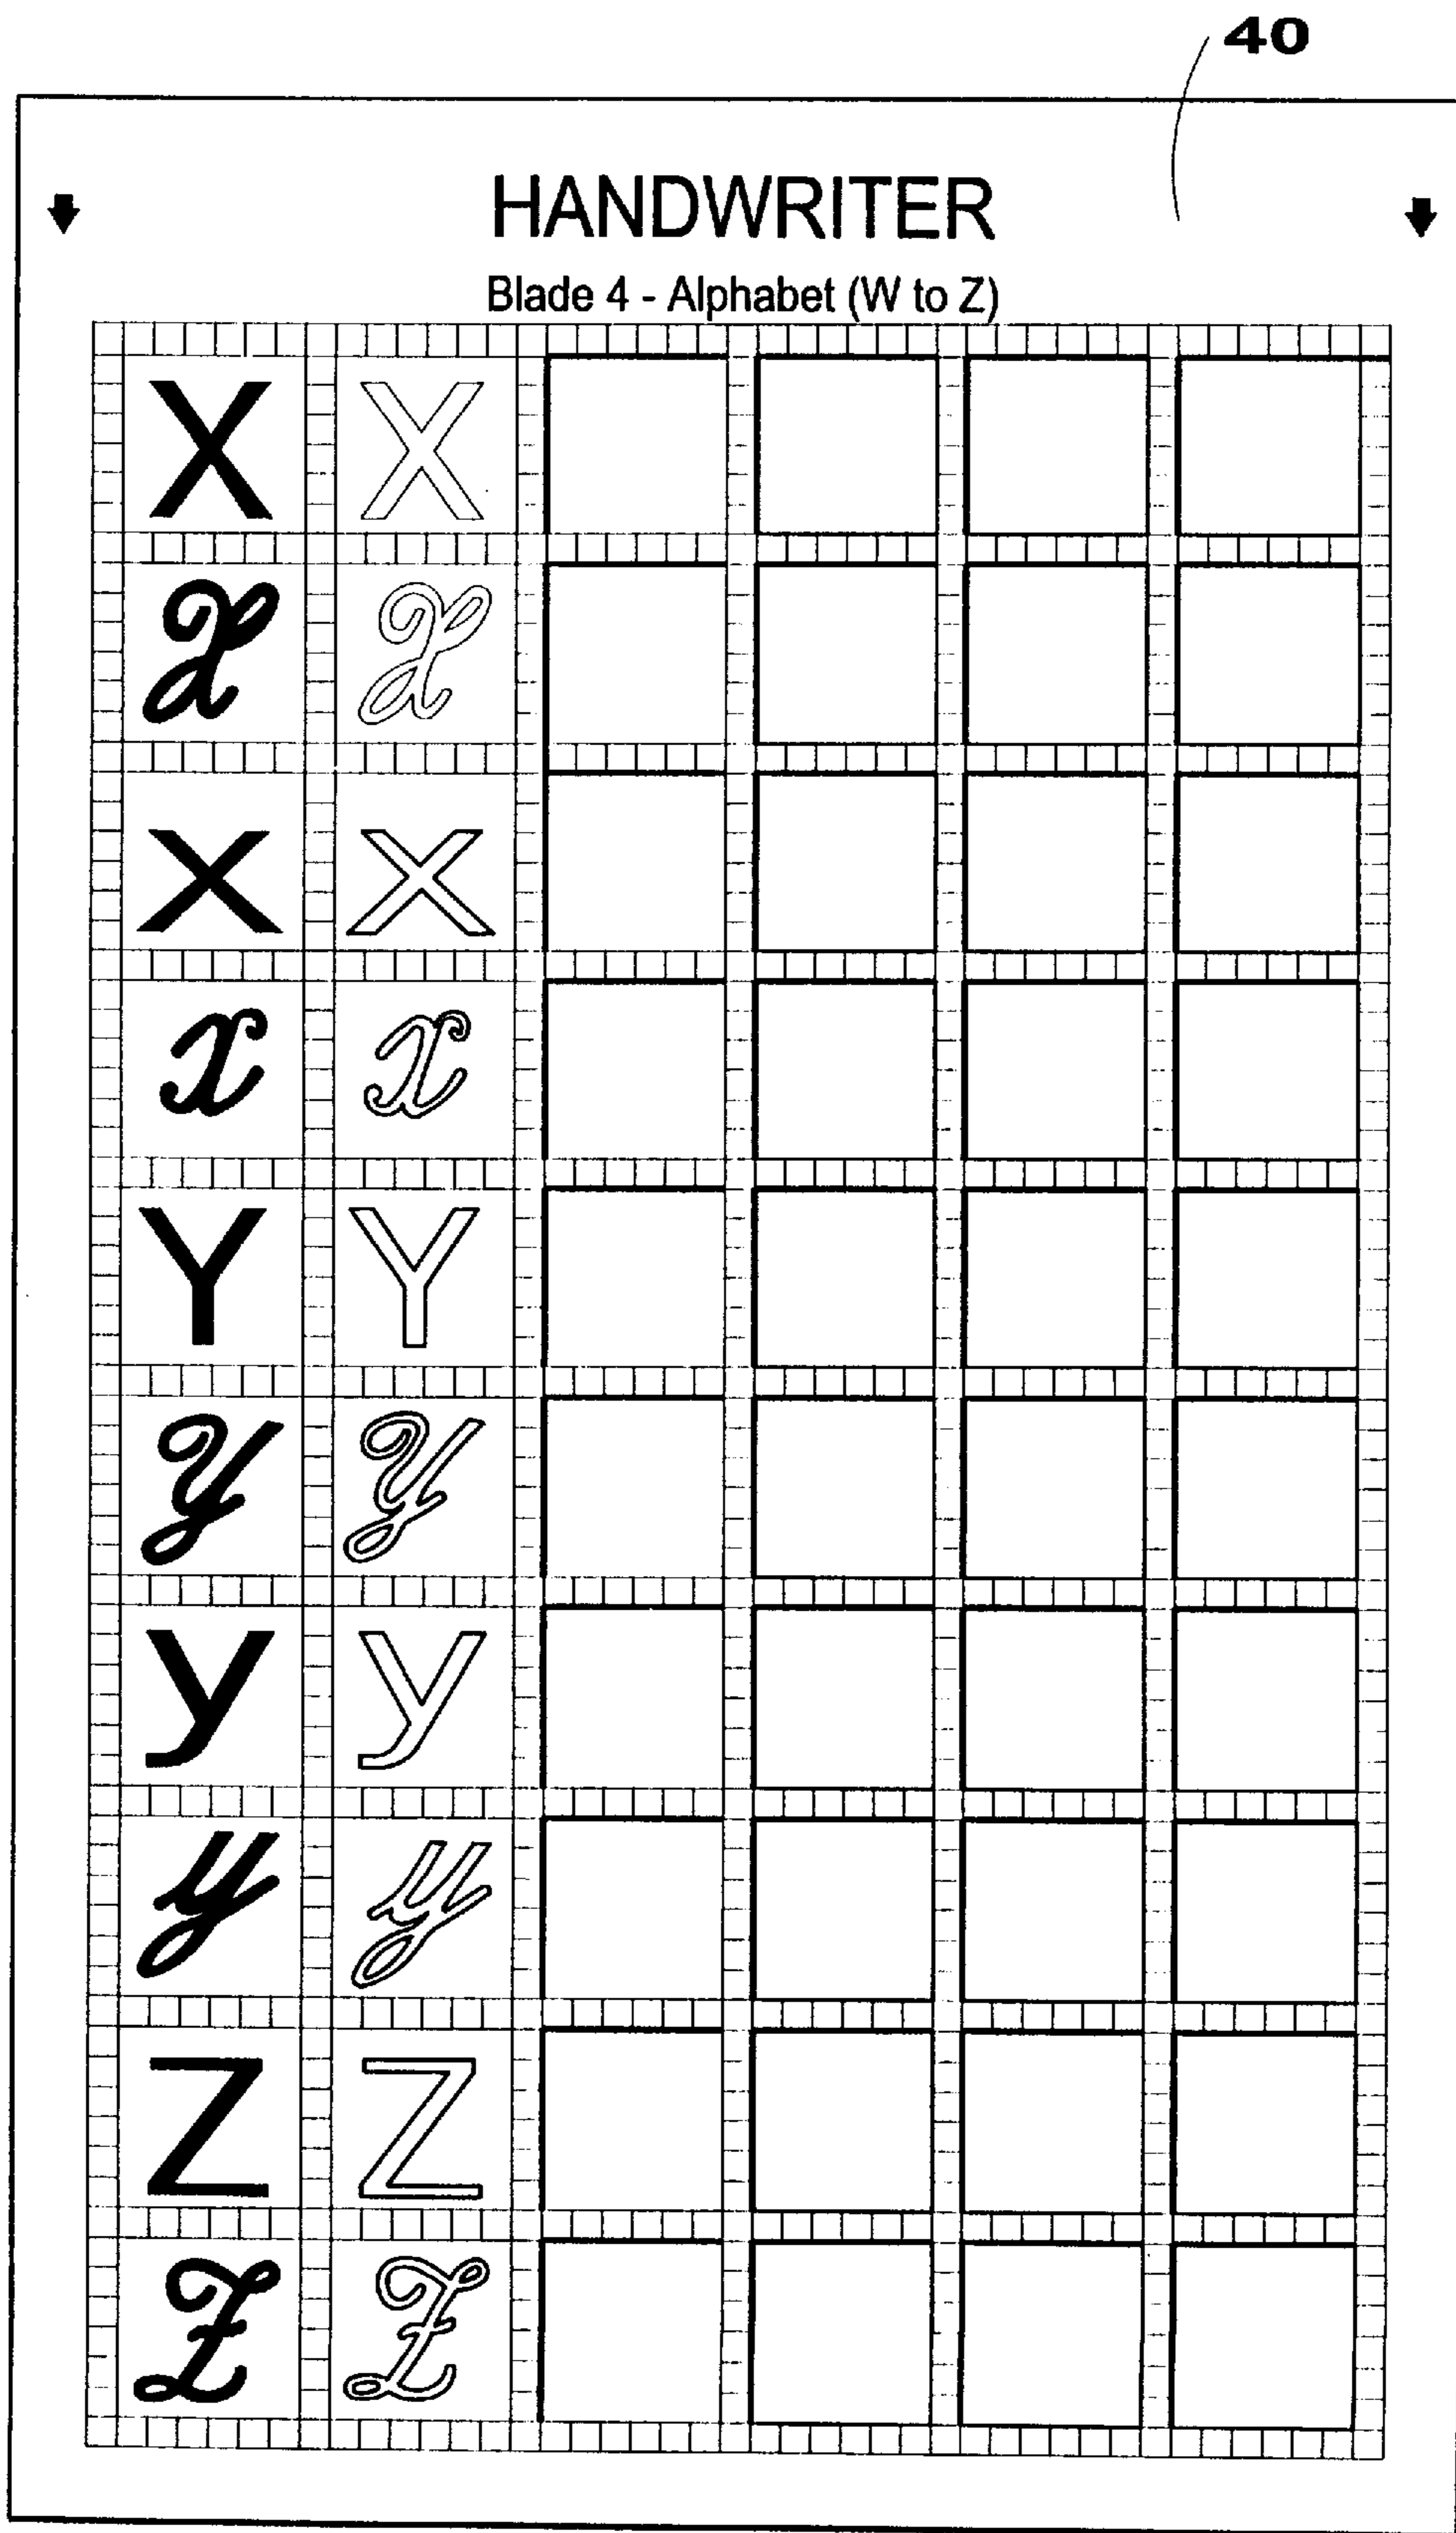 40
HANDWRITER
Blade 4 - Alphabet (W to Z)
X X
X X
x x
x x
Y Y
Y Y
y y
y y
Z Z
Z Z